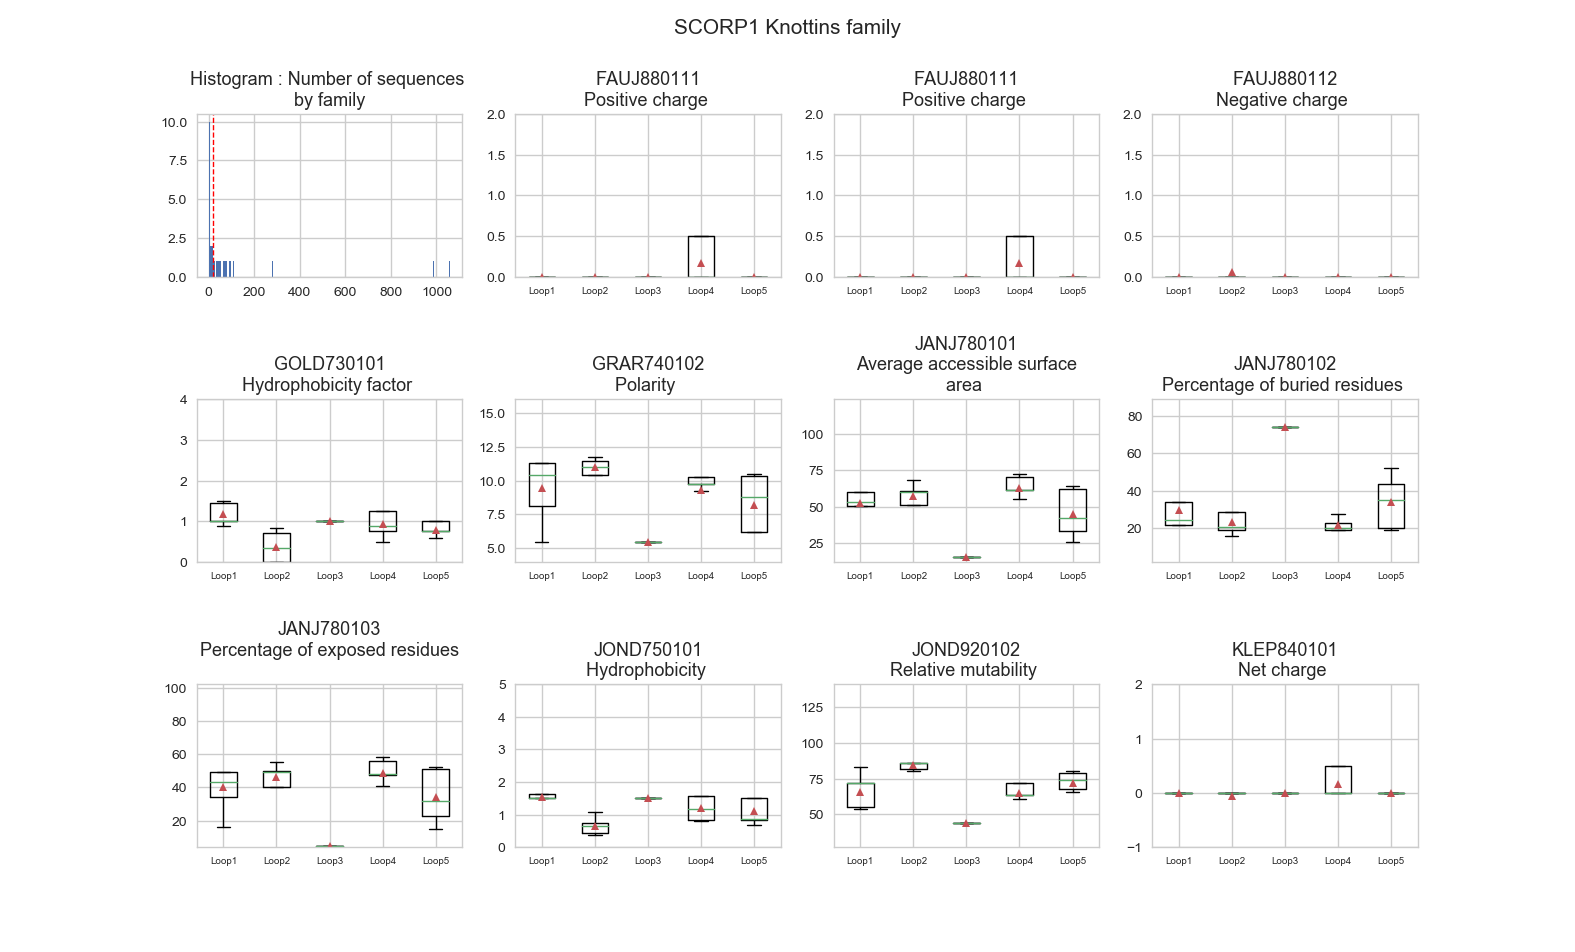 SCORP1 Knottins family
Histogram : Number of sequences
by family
10.0
7.5
5.0
2.5
0.0
0 200 400 600 800 1000
FAUJ880111
Positive charge
2.0
1.5
1.0
0.5
0.0
Loop1 Loop2 Loop3 Loop4 Loop5
FAUJ880111
Positive charge
2.0
1.5
1.0
0.5
0.0
Loop1 Loop2 Loop3 Loop4 Loop5
FAUJ880112
Negative charge
2.0
1.5
1.0
0.5
0.0
Loop1 Loop2 Loop3 Loop4 Loop5
GOLD730101
Hydrophobicity factor
4
3
2
1
0
Loop1 Loop2 Loop3 Loop4 Loop5
GRAR740102
Polarity
15.0
12.5
10.0
7.5
5.0
Loop1 Loop2 Loop3 Loop4 Loop5
JANJ780101
Average accessible surface
area
100
75
50
25
Loop1 Loop2 Loop3 Loop4 Loop5
JANJ780102
Percentage of buried residues
80
60
40
20
Loop1 Loop2 Loop3 Loop4 Loop5
JANJ780103
Percentage of exposed residues
100
80
60
40
20
Loop1 Loop2 Loop3 Loop4 Loop5
JOND750101
Hydrophobicity
5
4
3
2
1
0
Loop1 Loop2 Loop3 Loop4 Loop5
JOND920102
Relative mutability
125
100
75
50
Loop1 Loop2 Loop3 Loop4 Loop5
KLEP840101
Net charge
2
1
0
−1
Loop1 Loop2 Loop3 Loop4 Loop5